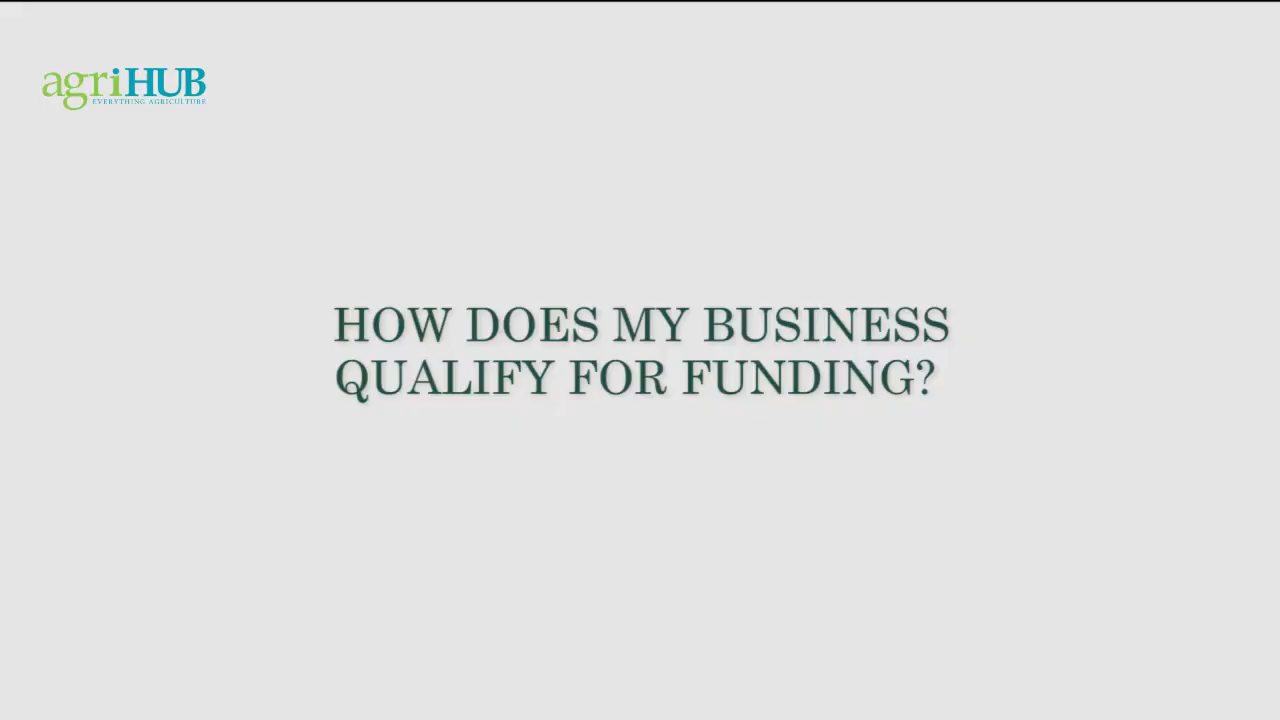 agriHUB
EVERYTHING AGRICULTURE
HOW DOES MY BUSINESS
QUALIFY FOR FUNDING?